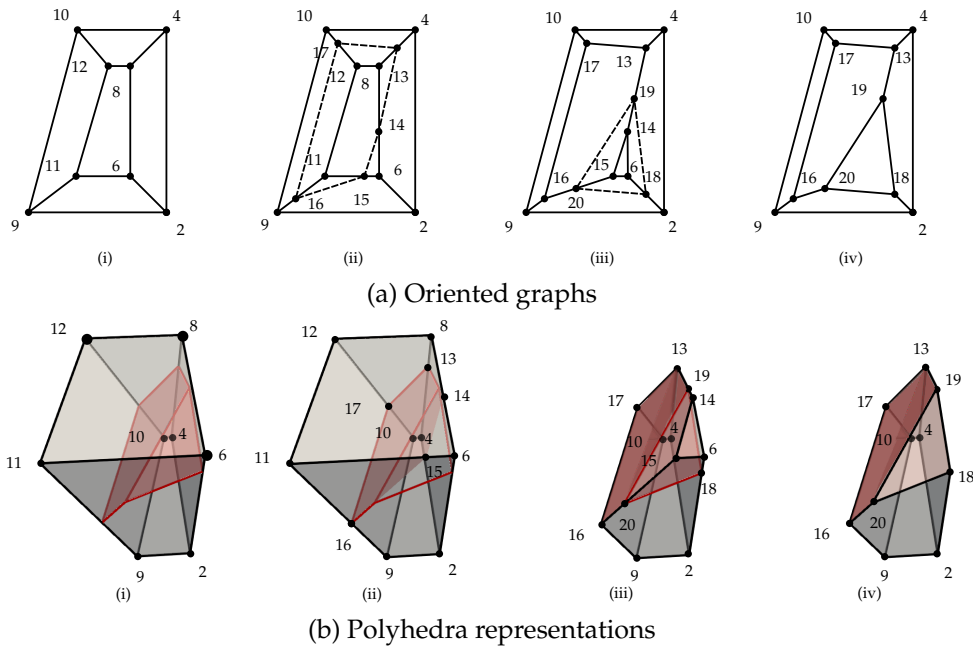 10 4 10 4 10 4 10 4
17 17 13 17 13
12 8 12 8 13 19 19
14 14
11 6 11 6 16 15 6 18 16 20 18
16 15 20
9 2 9 2 9 2 9 2
(i) (ii) (iii) (iv)
(a) Oriented graphs
12 8 12 8 13 13
13 19 19
14 17 14 17
17
10 4 10 4 10 4 10 4
11 6 11 15 6 15 6 18
18
16 20 16 20
16
9 2 9 2 9 2 9 2
(i) (ii) (iii) (iv)
(b) Polyhedra representations